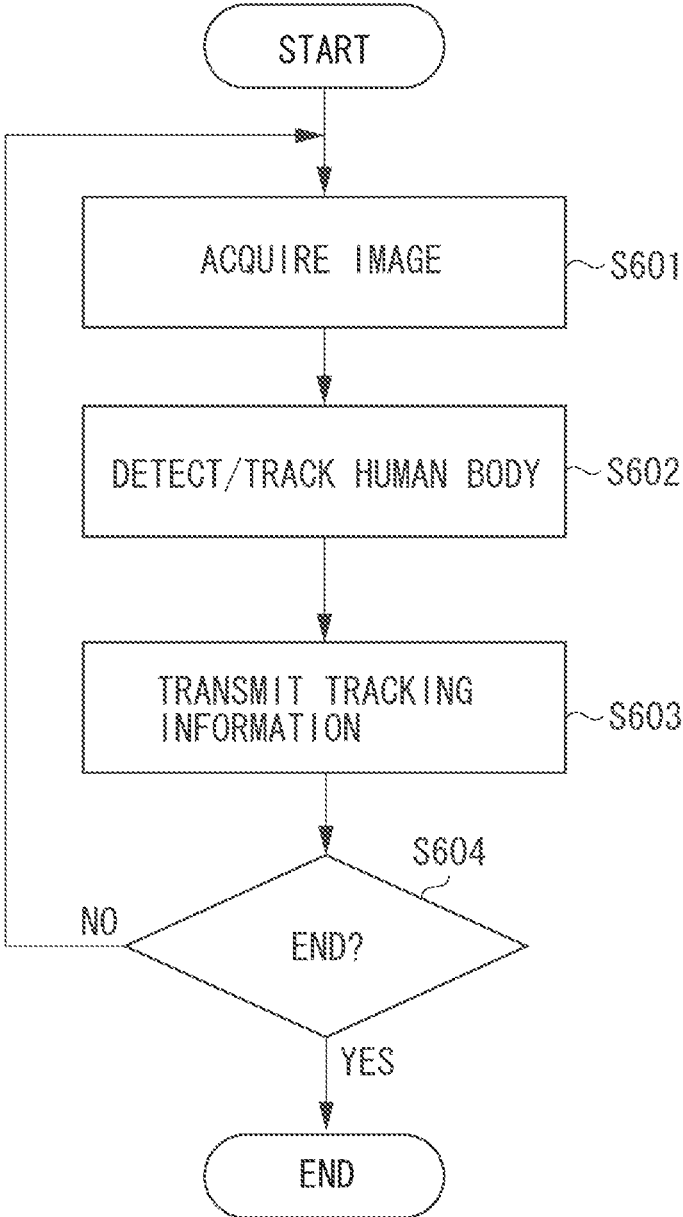 START
ACQUIRE IMAGE
S601
DETECT/TRACK HUMAN BODY
S602
TRANSMIT TRACKING
INFORMATION
S603
S604
NO
END?
YES
END